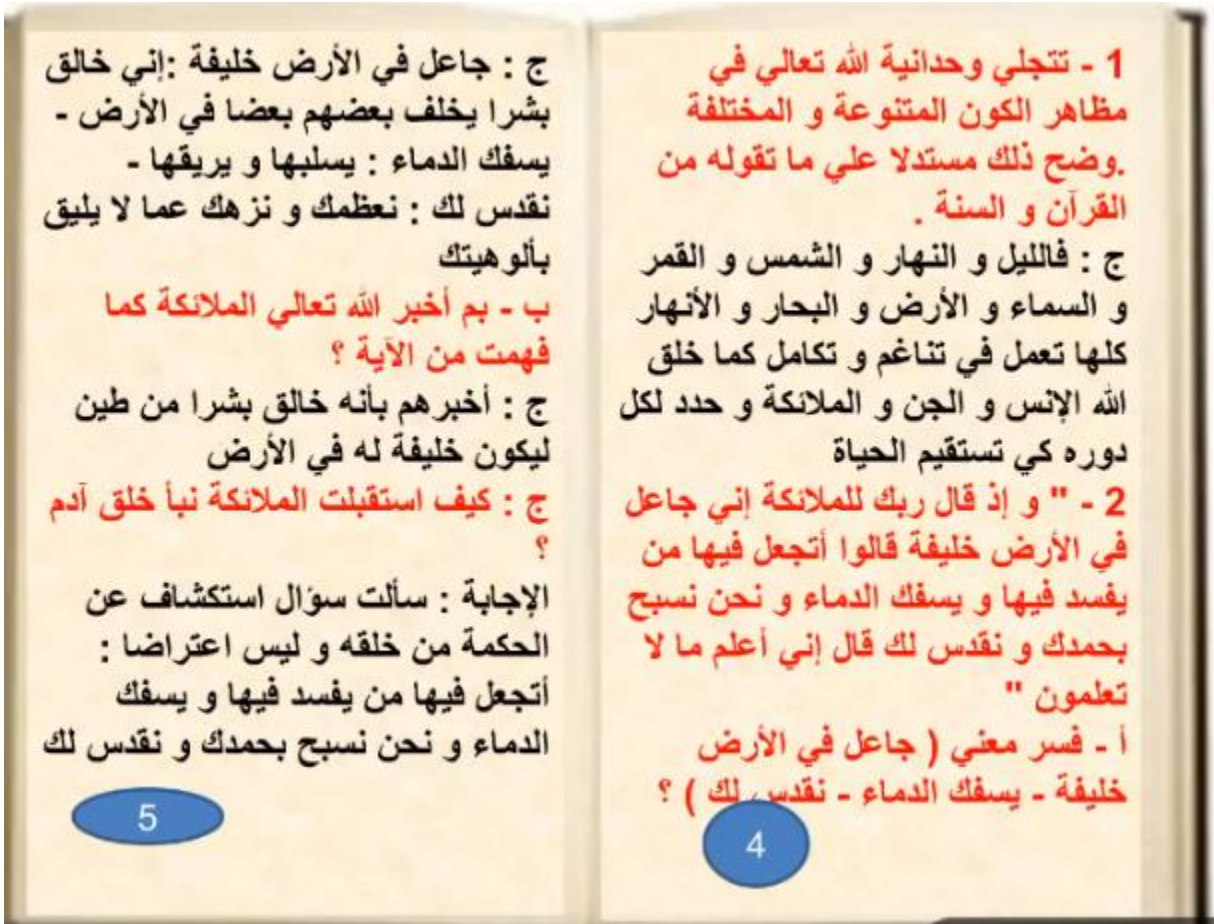 1 - تتجلي وحدانية الله تعالي في
مظاهر الكون المتنوعة و المختلفة
.وضح ذلك مستدلا علي ما تقوله من
القرآن و السنة .
ج : فالليل و النهار و الشمس و القمر
و السماء و الأرض و البحار و الأنهار
كلها تعمل في تناغم و تكامل كما خلق
الله الإنس و الجن و الملائكة و حدد لكل
دوره كي تستقيم الحياة
2 - " و إذ قال ربك للملائكة إني جاعل
في الأرض خليفة قالوا أتجعل فيها من
يفسد فيها و يسفك الدماء و نحن نسبح
بحمدك و نقدس لك قال إني أعلم ما لا
تعلمون "
أ - فسر معني ( جاعل في الأرض
خليفة - يسفك الدماء - نقدس لك ) ؟
4
ج : جاعل في الأرض خليفة :إني خالق
بشرا يخلف بعضهم بعضا في الأرض -
يسفك الدماء : يسلبها و يريقها -
نقدس لك : نعظمك و نزهك عما لا يليق
بألوهيتك
ب - بم أخبر الله تعالي الملائكة كما
فهمت من الآية ؟
ج : أخبرهم بأنه خالق بشرا من طين
ليكون خليفة له في الأرض
ج : كيف استقبلت الملائكة نبأ خلق آدم
؟
الإجابة : سألت سؤال استكشاف عن
الحكمة من خلقه و ليس اعتراضا :
أتجعل فيها من يفسد فيها و يسفك
الدماء و نحن نسبح بحمدك و نقدس لك
5